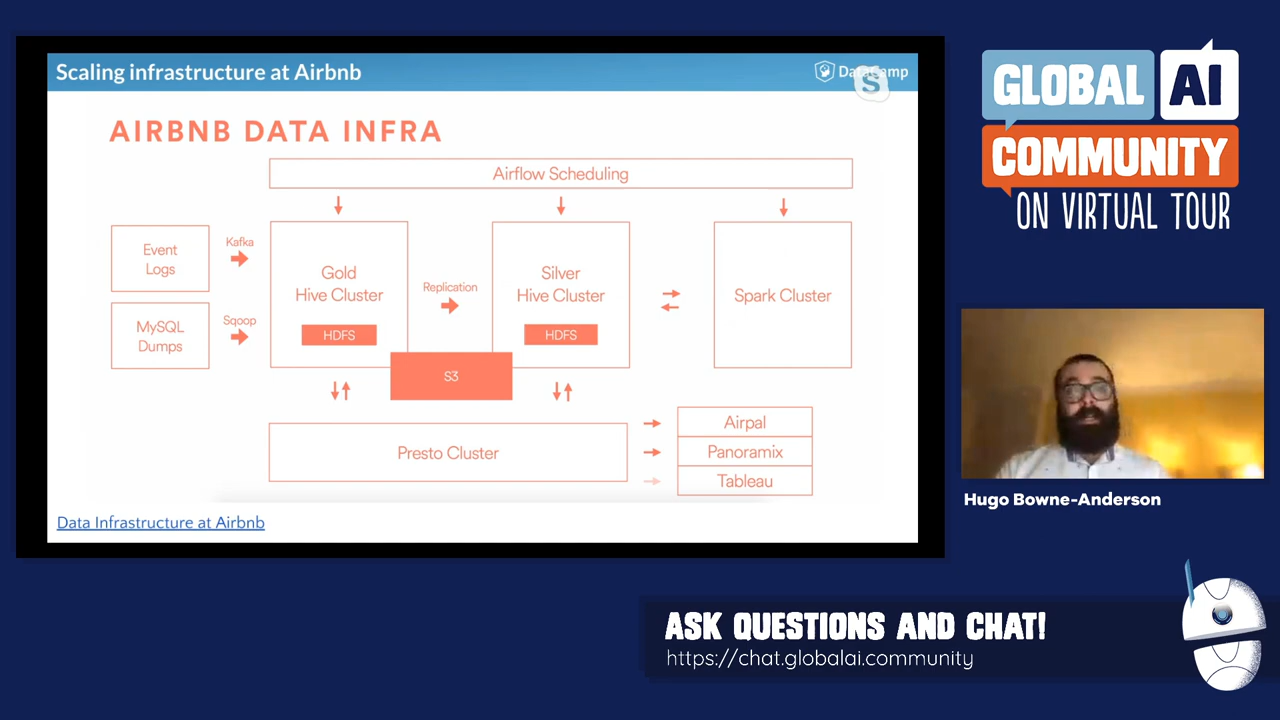 Scaling infrastructure at Airbnb
DataCamp
S
AIRBNB DATA INFRA
Airflow Scheduling
Event
Logs
Kafka
Gold
Hive Cluster
HDFS
Replication
Silver
Hive Cluster
HDFS
Spark Cluster
MySQL
Dumps
Sqoop
S3
Presto Cluster
Airpal
Panoramix
Tableau
Data Infrastructure at Airbnb
GLOBAL AI
COMMUNITY
ON VIRTUAL TOUR
Hugo Bowne-Anderson
ASK QUESTIONS AND CHAT!
https://chat.globalai.community